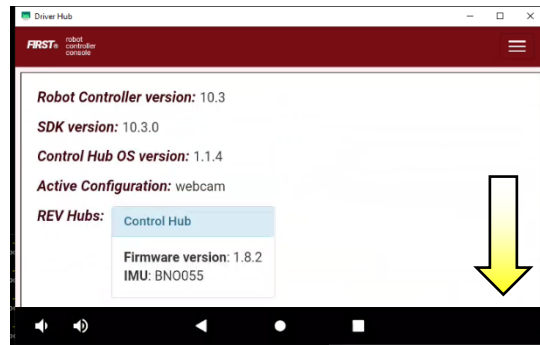 Driver Hub
FIRST® robot controller console
Robot Controller version: 10.3
SDK version: 10.3.0
Control Hub OS version: 1.1.4
Active Configuration: webcam
REV Hubs: Control Hub
Firmware version: 1.8.2
IMU: BNO055